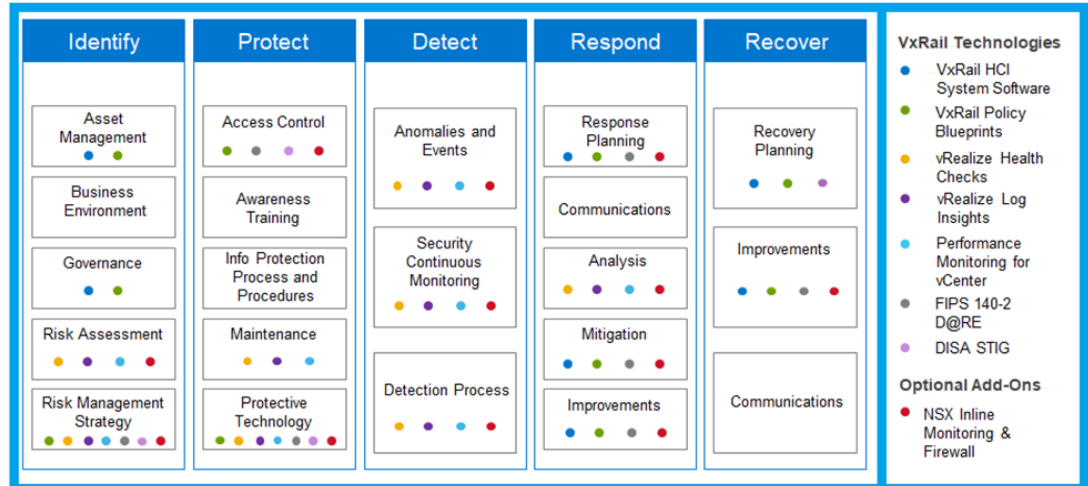 Identify
Asset
Management
Business
Environment
Governance
Risk Assessment
Risk Management
Strategy
Protect
Access Control
Awareness
Training
Info Protection
Process and
Procedures
Maintenance
Protective
Technology
Detect
Anomalies and
Events
Security
Continuous
Monitoring
Detection Process
Respond
Response
Planning
Communications
Analysis
Mitigation
Improvements
Recover
Recovery
Planning
Improvements
Communications
VxRail Technologies
VxRail HCI
System Software
VxRail Policy
Blueprints
vRealize Health
Checks
vRealize Log
Insights
Performance
Monitoring for
vCenter
FIPS 140-2
D@RE
DISA STIG
Optional Add-Ons
NSX Inline
Monitoring &
Firewall